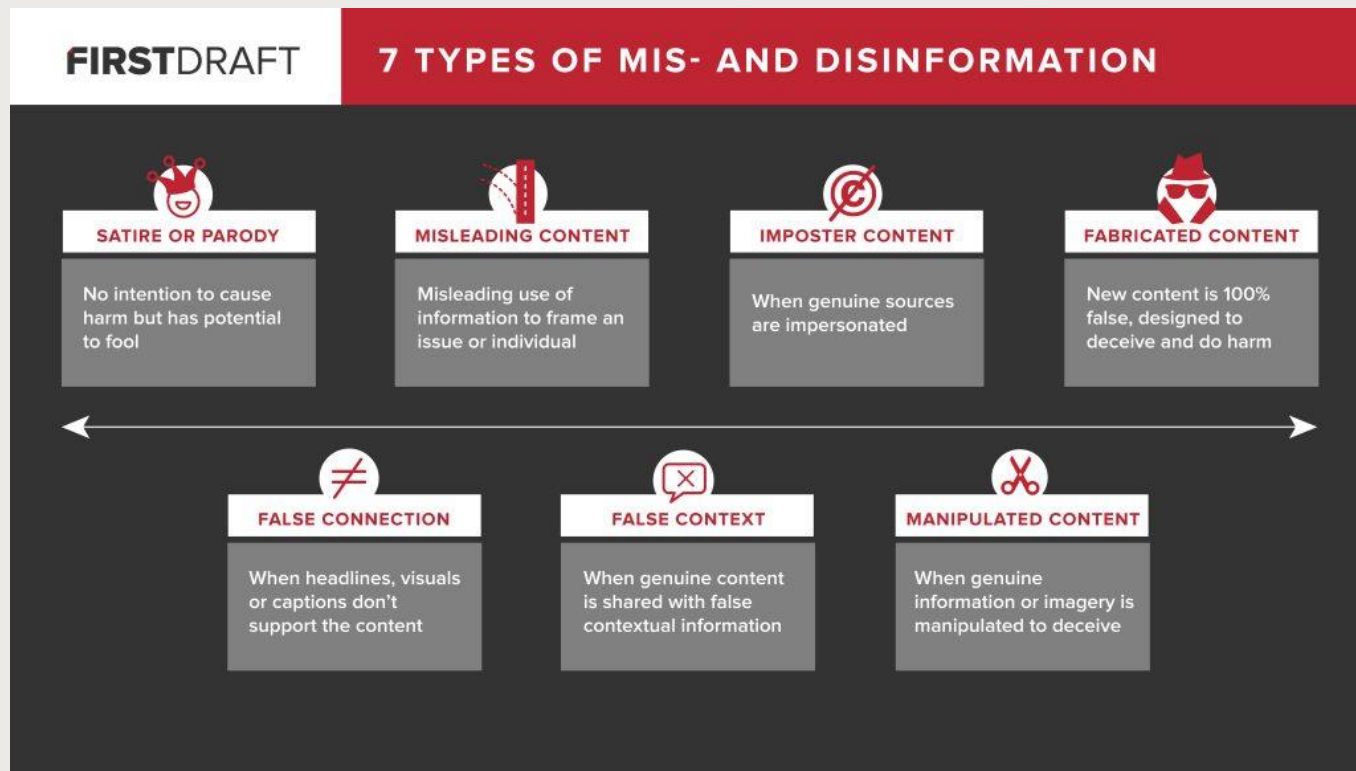 FIRSTDRAFT
7 TYPES OF MIS- AND DISINFORMATION
SATIRE OR PARODY
No intention to cause
harm but has potential
to fool
MISLEADING CONTENT
Misleading use of
information to frame an
issue or individual
IMPOSTER CONTENT
When genuine sources
are impersonated
FABRICATED CONTENT
New content is 100%
false, designed to
deceive and do harm
FALSE CONNECTION
When headlines, visuals
or captions don’t
support the content
FALSE CONTEXT
When genuine content
is shared with false
contextual information
MANIPULATED CONTENT
When genuine
information or imagery is
manipulated to deceive